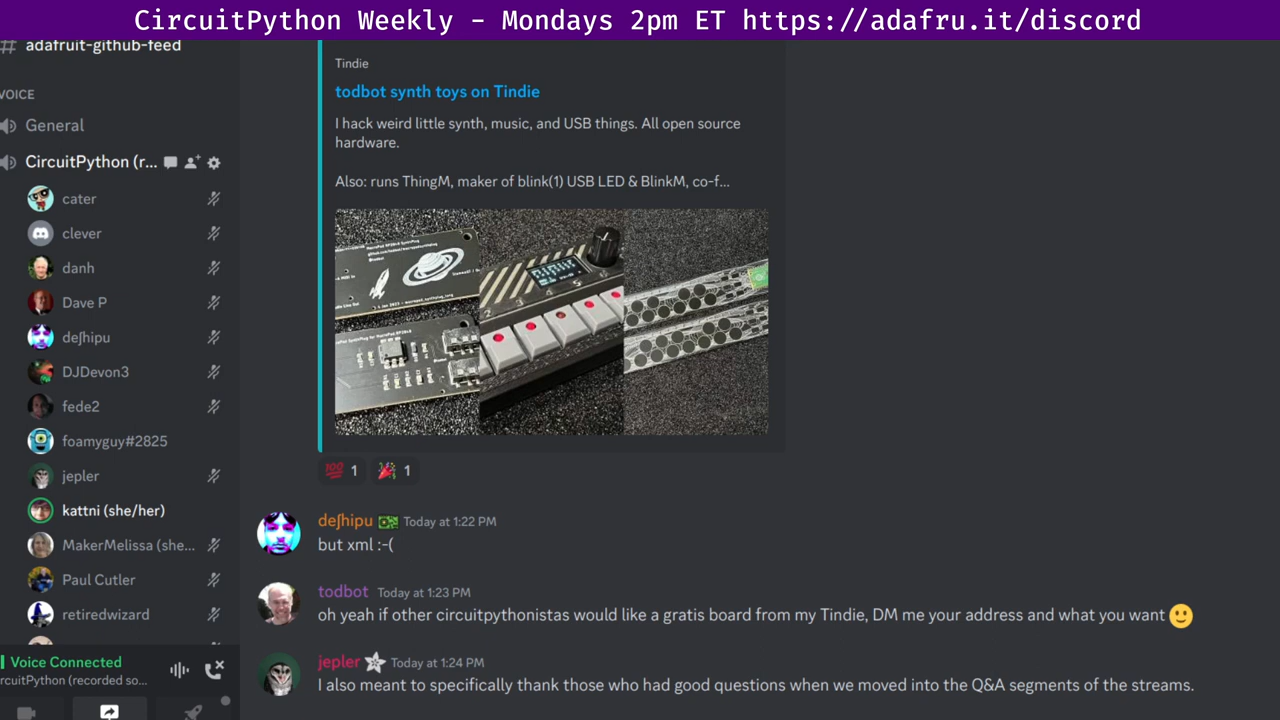 CircuitPython Weekly - Mondays 2pm ET https://adafru.it/discord
adafruit-github-feed
VOICE
General
CircuitPython (r...
cater
clever
danh
Dave P
deʃhipu
DJDevon3
fede2
foamyguy#2825
jepler
kattni (she/her)
MakerMelissa (she...
Paul Cutler
retiredwizard
Voice Connected
rcuitPython (recorded so...
Tindie
todbot synth toys on Tindie
I hack weird little synth, music, and USB things. All open source
hardware.
Also: runs ThingM, maker of blink(1) USB LED & BlinkM, co-f...
💯 1 🎉 1
deʃhipu Today at 1:22 PM
but xml :-(
todbot Today at 1:23 PM
oh yeah if other circuitpythonistas would like a gratis board from my Tindie, DM me your address and what you want 🙂
jepler Today at 1:24 PM
I also meant to specifically thank those who had good questions when we moved into the Q&A segments of the streams.